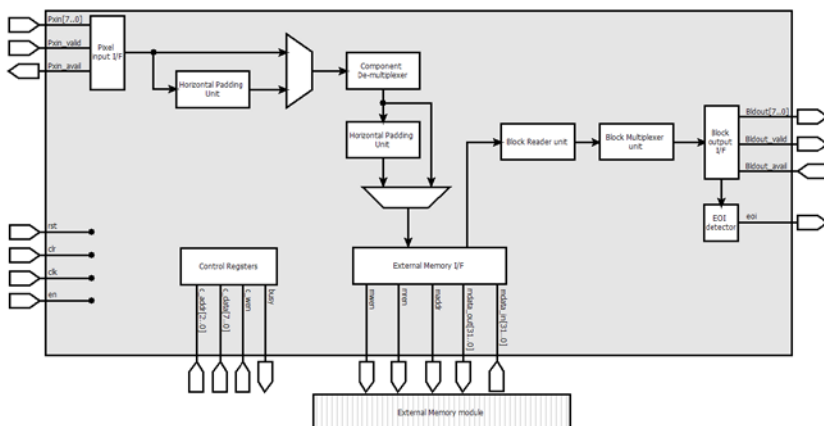 Pxin[7..0]
Pxin_valid
Pxin_avail
Pixel
input I/F
Horizontal Padding
Unit
Component
De-multiplexer
Horizontal Padding
Unit
Block Reader unit
Block Multiplexer
unit
Block
output
I/F
Bldout[7..0]
Bldout_valid
Bldout_avail
EOI
detector
eoi
rst
clr
clk
en
Control Registers
External Memory I/F
c_addr[2..0]
c_data[7..0]
c_wen
busy
mwen
mren
maddr
mdata_out[31..0]
mdata_in[31..0]
External Memory module